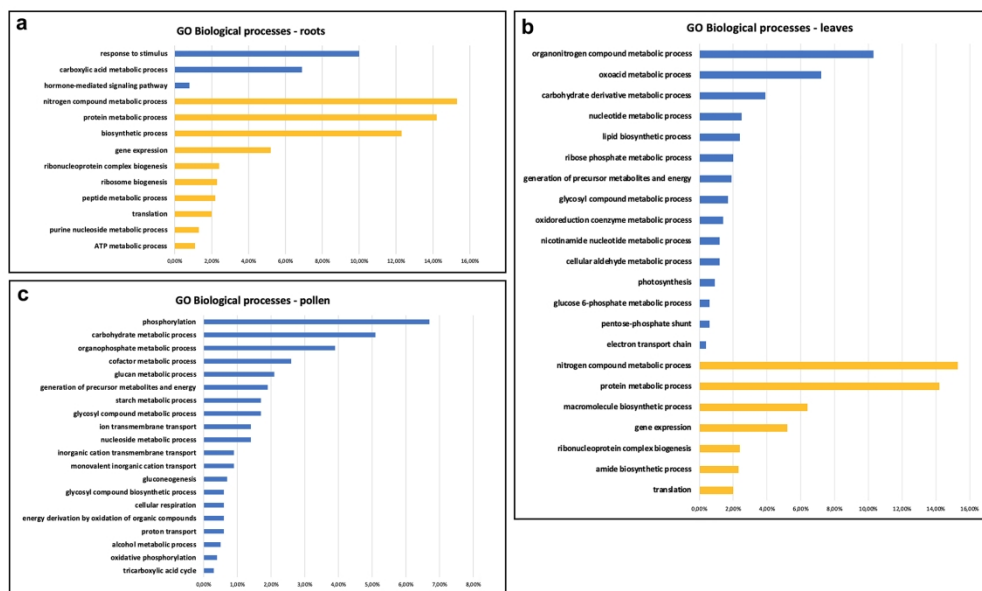 a
GO Biological processes - roots
response to stimulus
carboxylic acid metabolic process
hormone-mediated signaling pathway
nitrogen compound metabolic process
protein metabolic process
biosynthetic process
gene expression
ribonucleoprotein complex biogenesis
ribosome biogenesis
peptide metabolic process
translation
purine nucleoside metabolic process
ATP metabolic process
0,00% 2,00% 4,00% 6,00% 8,00% 10,00% 12,00% 14,00% 16,00%
b
GO Biological processes - leaves
organonitrogen compound metabolic process
oxoacid metabolic process
carbohydrate derivative metabolic process
nucleotide metabolic process
lipid biosynthetic process
ribose phosphate metabolic process
generation of precursor metabolites and energy
glycosyl compound metabolic process
oxidoreduction coenzyme metabolic process
nicotinamide nucleotide metabolic process
cellular aldehyde metabolic process
photosynthesis
glucose 6-phosphate metabolic process
pentose-phosphate shunt
electron transport chain
nitrogen compound metabolic process
protein metabolic process
macromolecule biosynthetic process
gene expression
ribonucleoprotein complex biogenesis
amide biosynthetic process
translation
0,00% 2,00% 4,00% 6,00% 8,00% 10,00% 12,00% 14,00% 16,00%
c
GO Biological processes - pollen
phosphorylation
carbohydrate metabolic process
organophosphate metabolic process
cofactor metabolic process
glucan metabolic process
generation of precursor metabolites and energy
starch metabolic process
glycosyl compound metabolic process
ion transmembrane transport
nucleoside metabolic process
inorganic cation transmembrane transport
monovalent inorganic cation transport
gluconeogenesis
glycosyl compound biosynthetic process
cellular respiration
energy derivation by oxidation of organic compounds
proton transport
alcohol metabolic process
oxidative phosphorylation
tricarboxylic acid cycle
0,00% 1,00% 2,00% 3,00% 4,00% 5,00% 6,00% 7,00% 8,00%